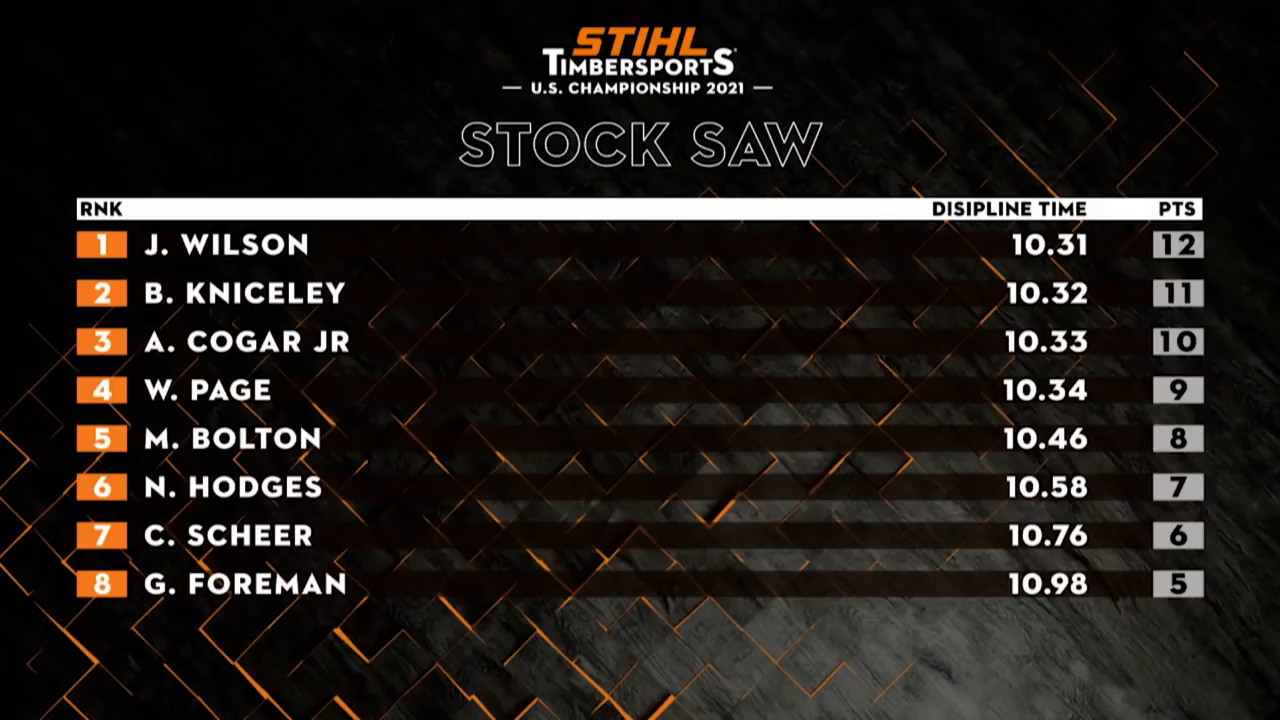 STIHL
TIMBERSPORTS
U.S. CHAMPIONSHIP 2021
STOCK SAW
RNK DISIPLINE TIME PTS
1 J. WILSON 10.31 12
2 B. KNICELEY 10.32 11
3 A. COGAR JR 10.33 10
4 W. PAGE 10.34 9
5 M. BOLTON 10.46 8
6 N. HODGES 10.58 7
7 C. SCHEER 10.76 6
8 G. FOREMAN 10.98 5